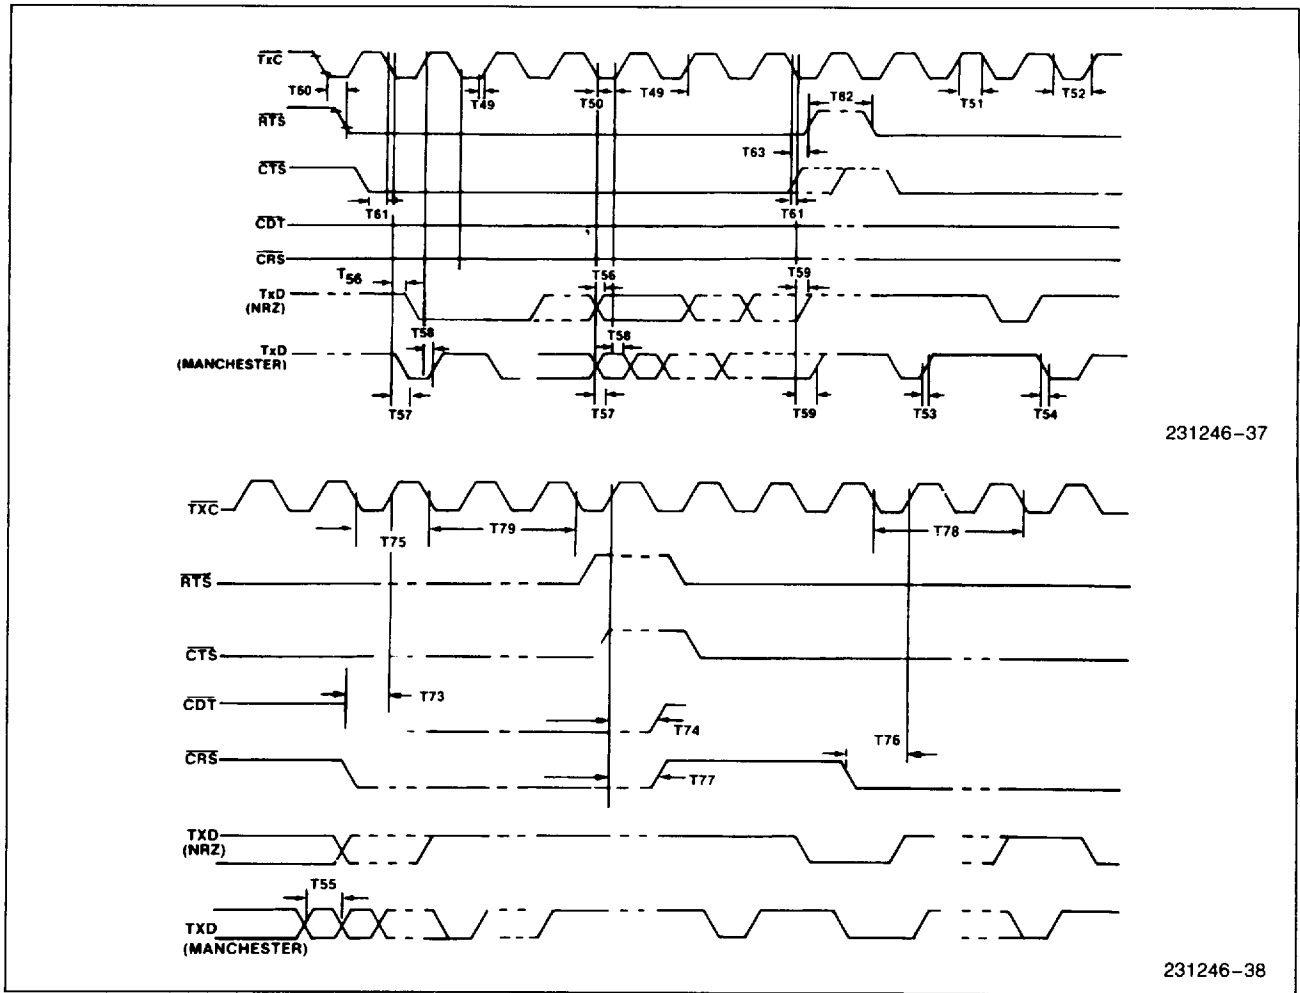 TxC
T60 T49 T50 T49 T62 T51 T52
RTS
T63
CTS
T61 T61
CDT
CRS
T56 T56 T59
TxD
(NRZ)
T58 T58
TxD
(MANCHESTER)
T57 T57 T59 T53 T54
231246-37
TXC
T75 T79 T78
RTS
CTS
CDT
T73 T74 T76
CRS
T77
TXD
(NRZ)
T55
TXD
(MANCHESTER)
231246-38